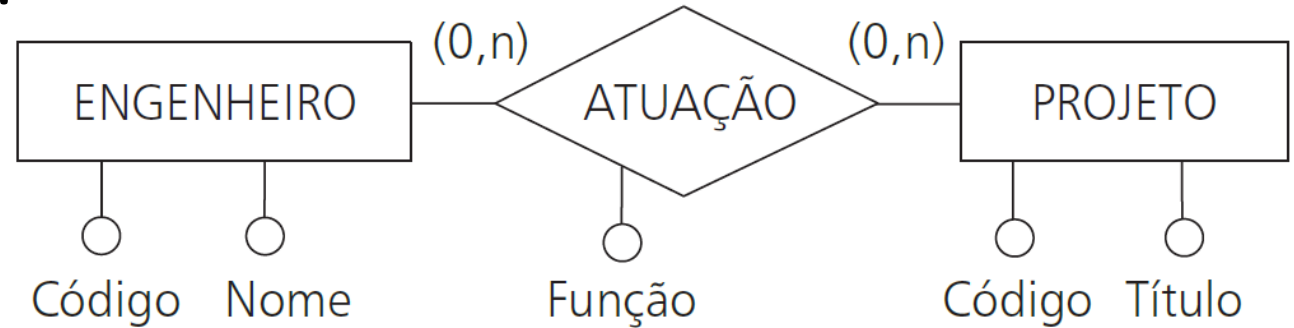 (0,n) (0,n)
ENGENHEIRO ATUAÇÃO PROJETO
Código Nome Função Código Título